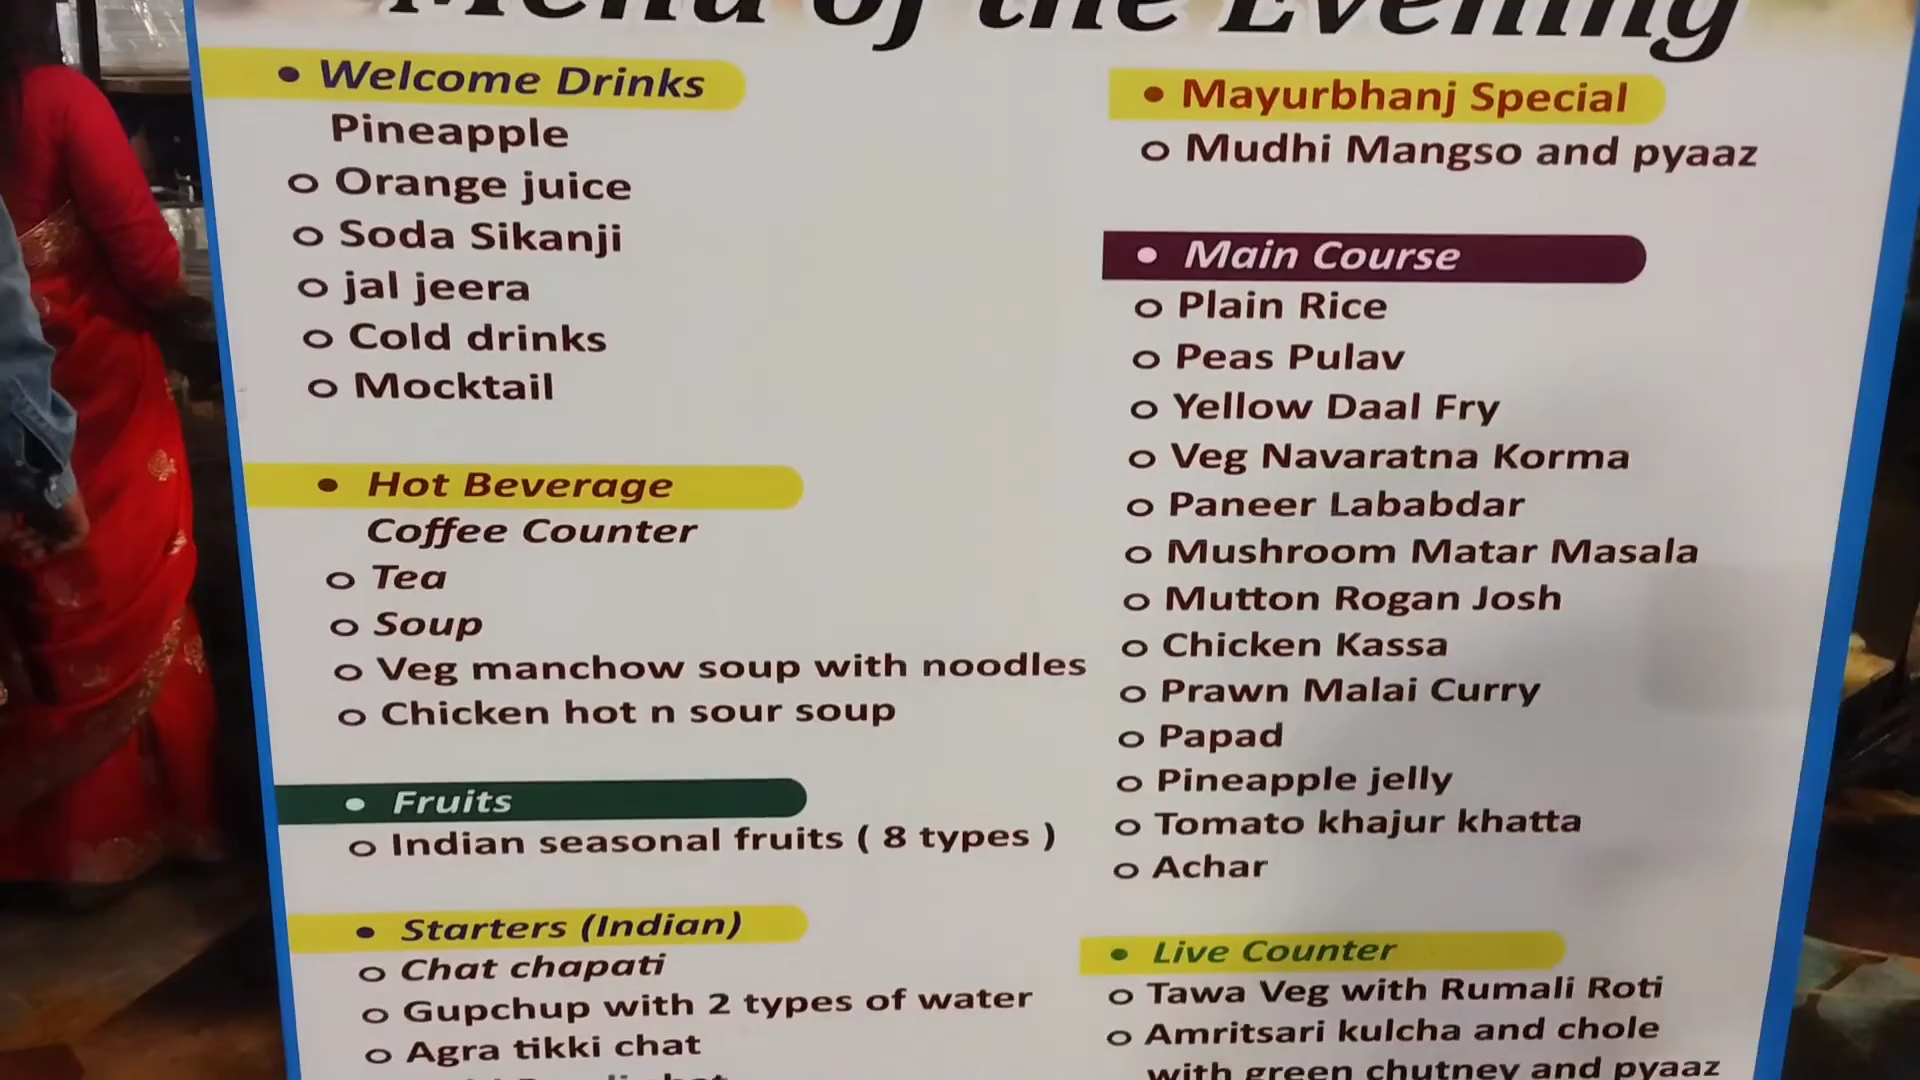 Menu of the Evening
• Welcome Drinks
Pineapple
o Orange juice
o Soda Sikanji
o jal jeera
o Cold drinks
o Mocktail
• Hot Beverage
Coffee Counter
o Tea
o Soup
o Veg manchow soup with noodles
o Chicken hot n sour soup
• Fruits
o Indian seasonal fruits ( 8 types )
• Starters (Indian)
o Chat chapati
o Gupchup with 2 types of water
o Agra tikki chat
• Mayurbhanj Special
o Mudhi Mangso and pyaaz
• Main Course
o Plain Rice
o Peas Pulav
o Yellow Daal Fry
o Veg Navaratna Korma
o Paneer Lababdar
o Mushroom Matar Masala
o Mutton Rogan Josh
o Chicken Kassa
o Prawn Malai Curry
o Papad
o Pineapple jelly
o Tomato khajur khatta
o Achar
• Live Counter
o Tawa Veg with Rumali Roti
o Amritsari kulcha and chole
with green chutney and pyaaz